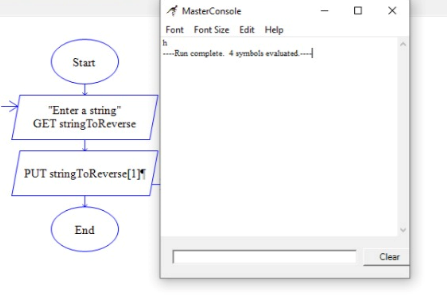 Start
"Enter a string"
GET stringToReverse
PUT stringToReverse[1]¶
End
MasterConsole
Font Font Size Edit Help
h
----Run complete. 4 symbols evaluated.----
Clear